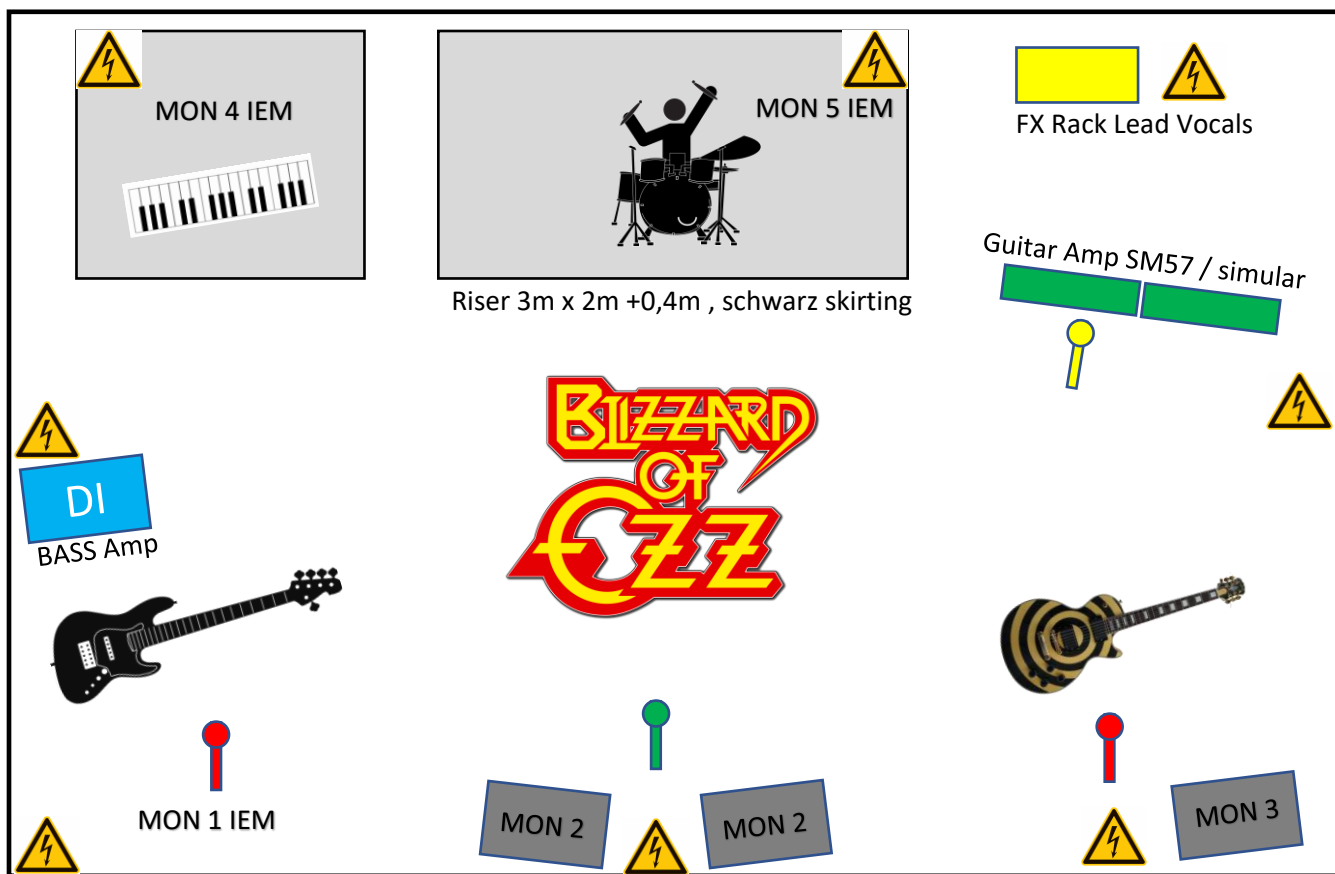 MON 4 IEM
MON 5 IEM
FX Rack Lead Vocals
Guitar Amp SM57 / simular
Riser 3m x 2m +0,4m , schwarz skirting
BLIZZARD
OF
OZZ
DI
BASS Amp
MON 1 IEM
MON 2
MON 2
MON 3